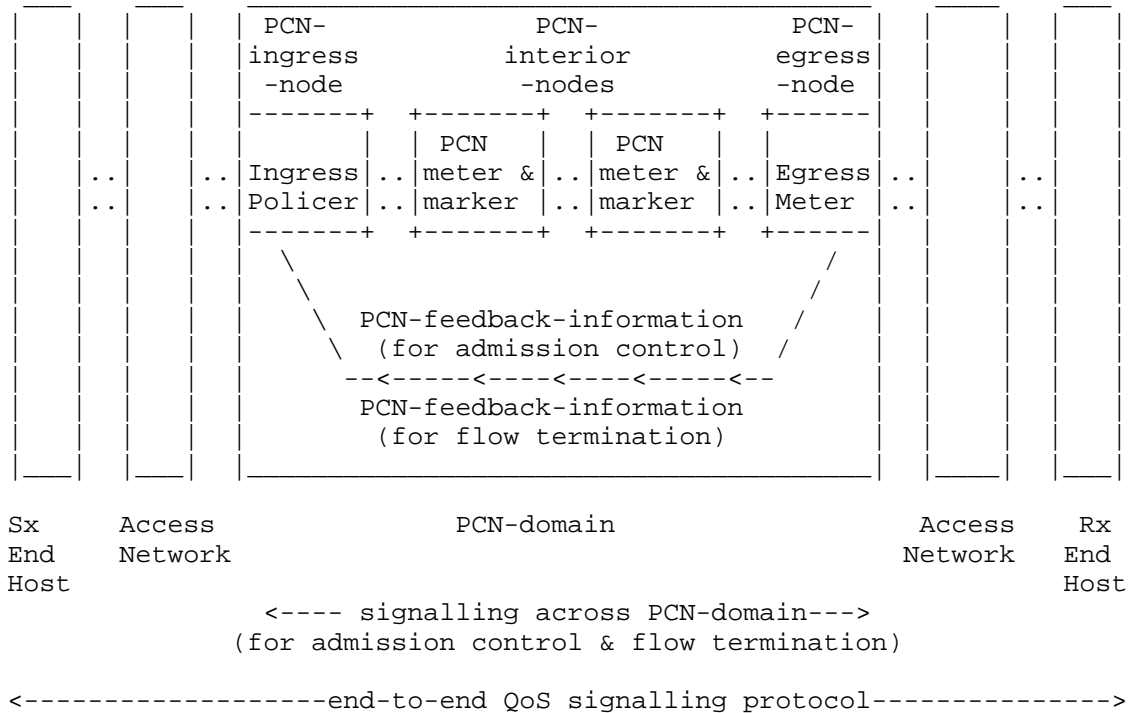 PCN- PCN- PCN-
ingress interior egress
-node -nodes -node
PCN PCN
Ingress meter & meter & Egress
Policer marker marker Meter
PCN-feedback-information
(for admission control)
PCN-feedback-information
(for flow termination)
Sx Access PCN-domain Access Rx
End Network Network End
Host Host
<---- signalling across PCN-domain--->
(for admission control & flow termination)
<--------------------end-to-end QoS signalling protocol--------------->